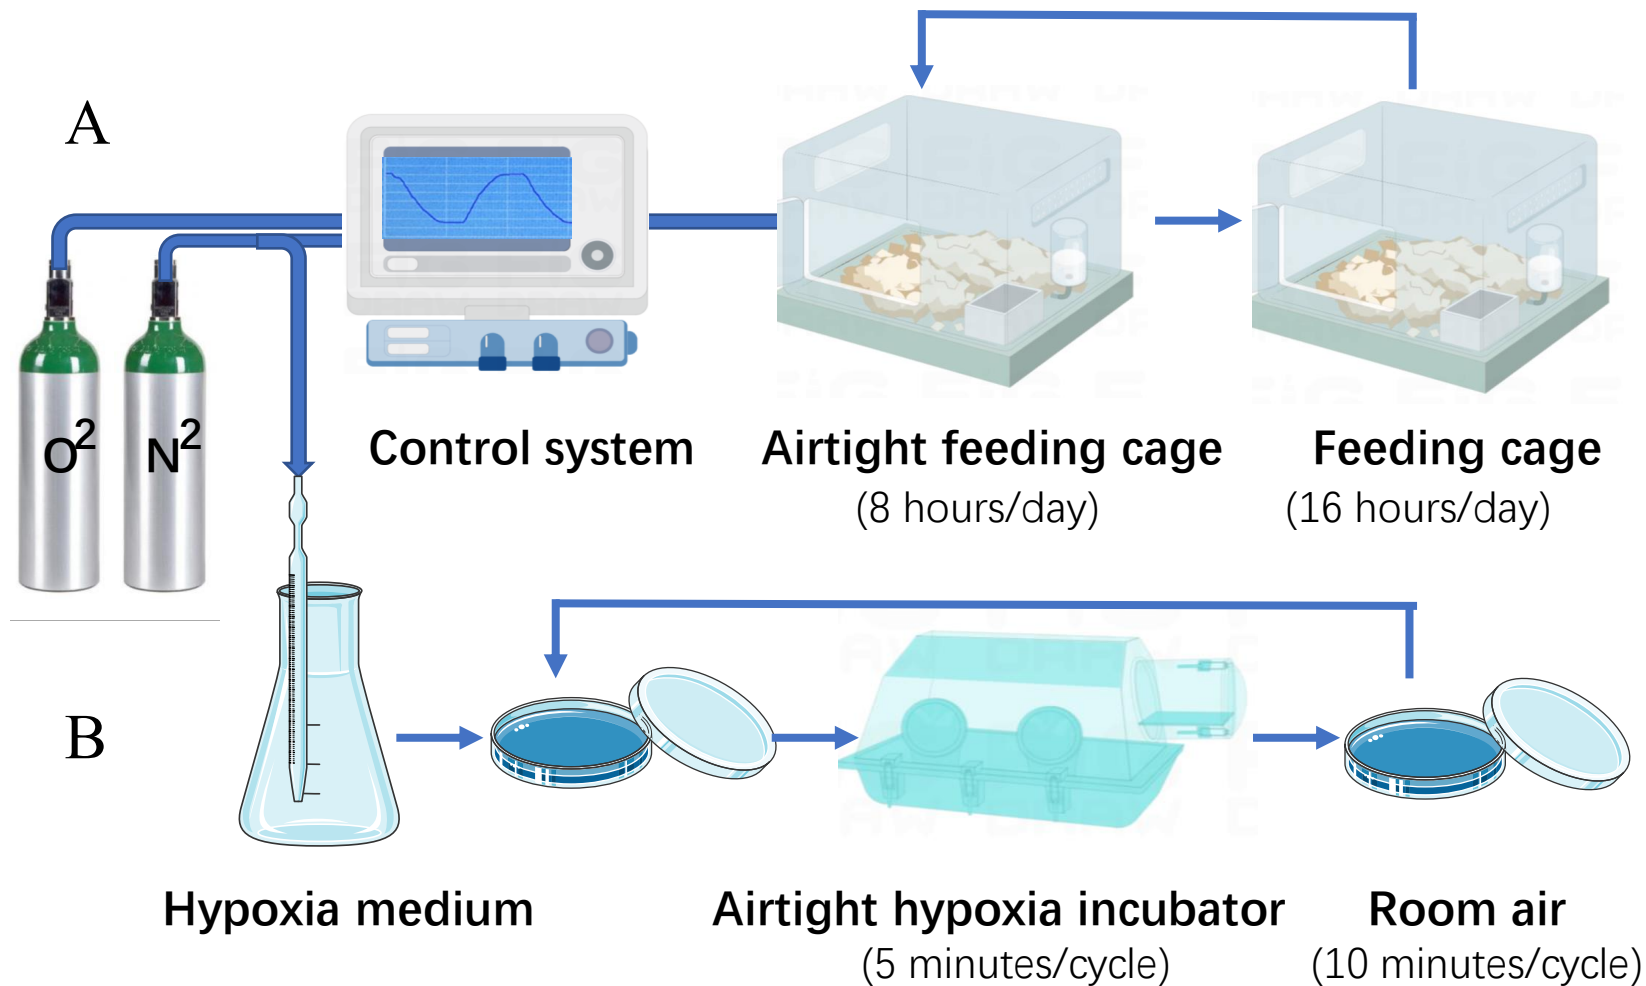 A
O² N²
Control system
Airtight feeding cage
(8 hours/day)
Feeding cage
(16 hours/day)
B
Hypoxia medium
Airtight hypoxia incubator
(5 minutes/cycle)
Room air
(10 minutes/cycle)